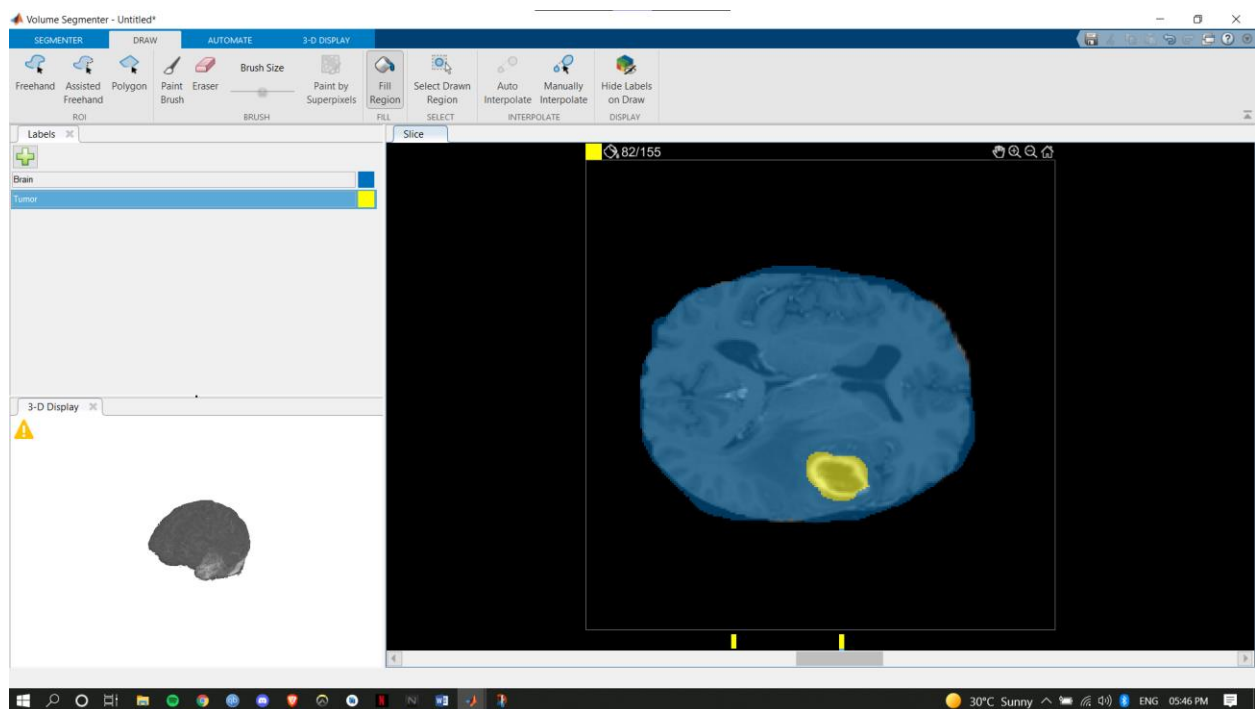 Volume Segmenter - Untitled*
SEGMENTER DRAW AUTOMATE 3-D DISPLAY
Freehand Assisted Freehand Polygon Paint Brush Eraser Brush Size Paint by Superpixels Fill Region Select Drawn Region Auto Interpolate Manually Interpolate Hide Labels on Draw
ROI BRUSH FILL SELECT INTERPOLATE DISPLAY
Labels
Slice
82/155
Brain
Tumor
3-D Display
30°C Sunny ENG 05:46 PM